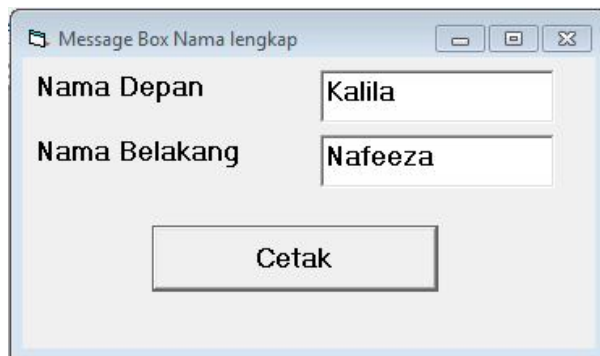 Message Box Nama lengkap
Nama Depan Kalila
Nama Belakang Nafeeza
Cetak